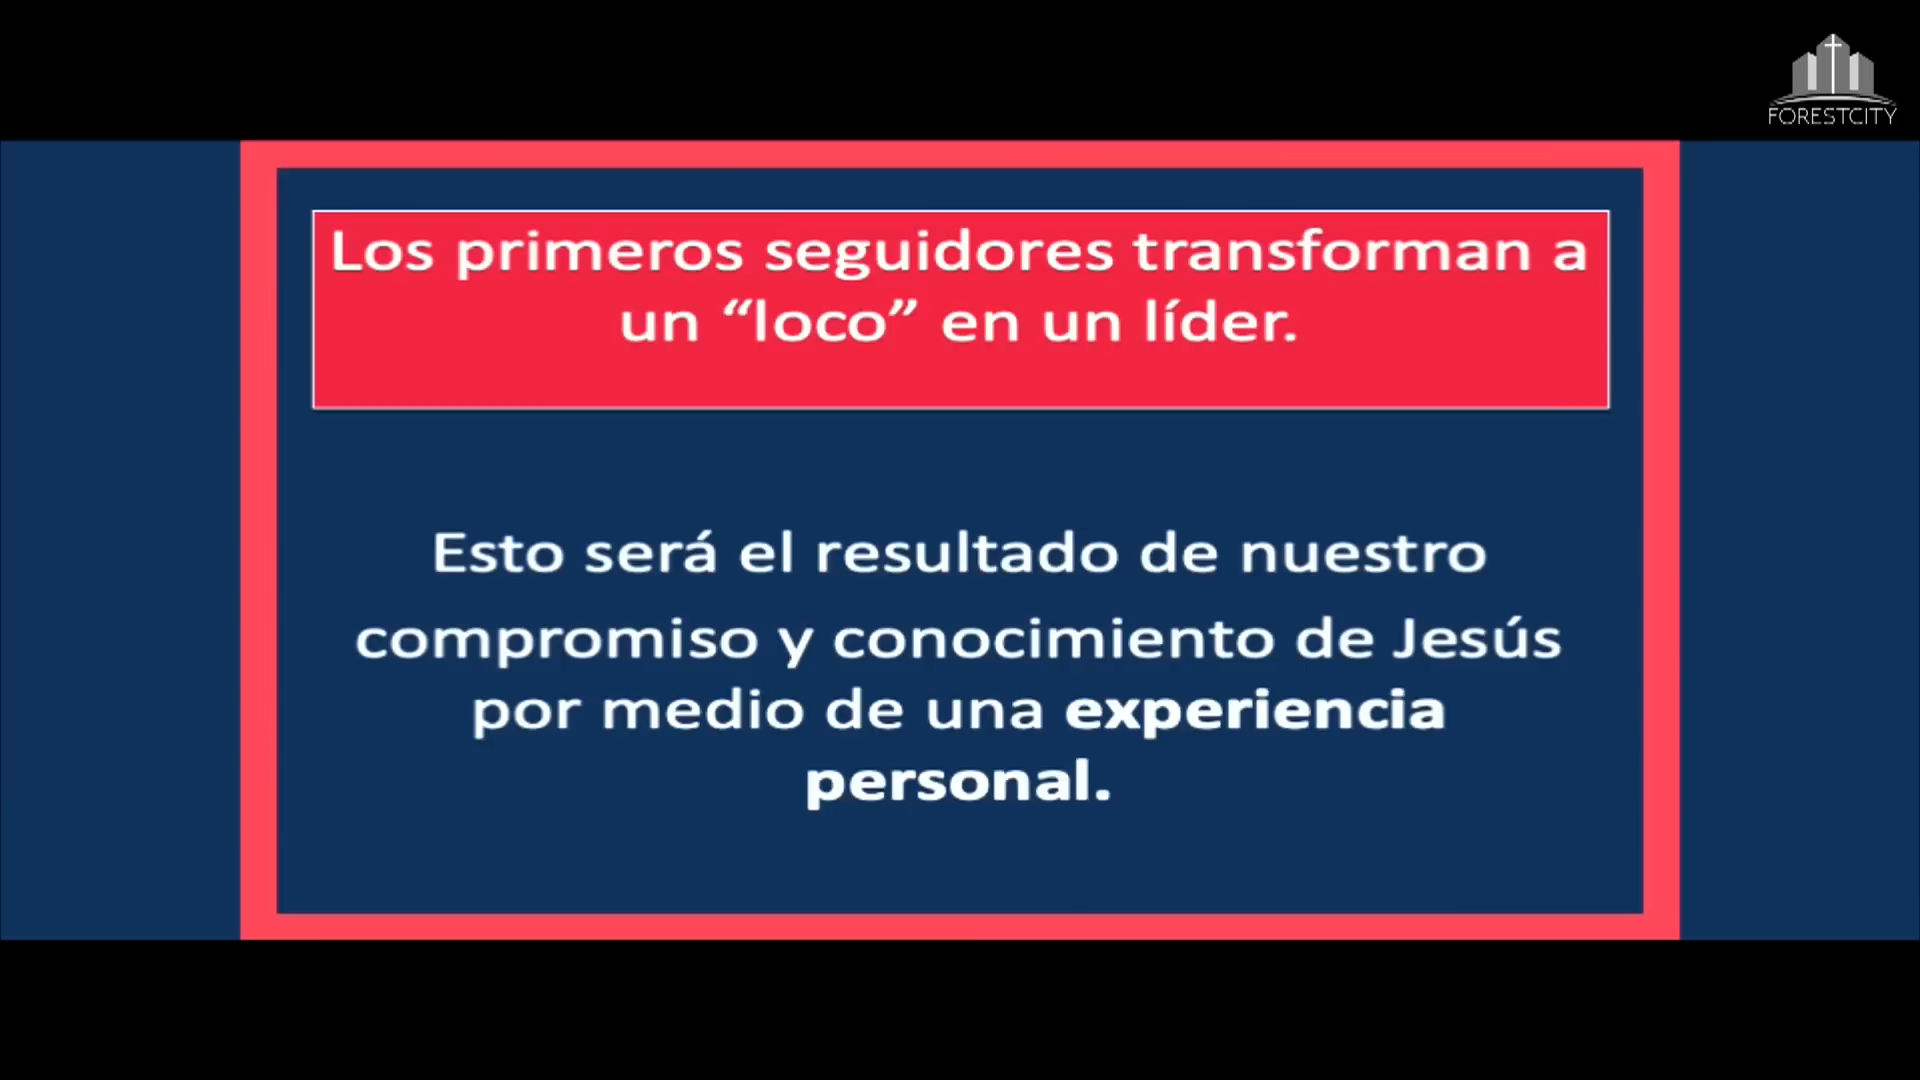 FORESTCITY
Los primeros seguidores transforman a
un “loco” en un líder.
Esto será el resultado de nuestro
compromiso y conocimiento de Jesús
por medio de una experiencia
personal.